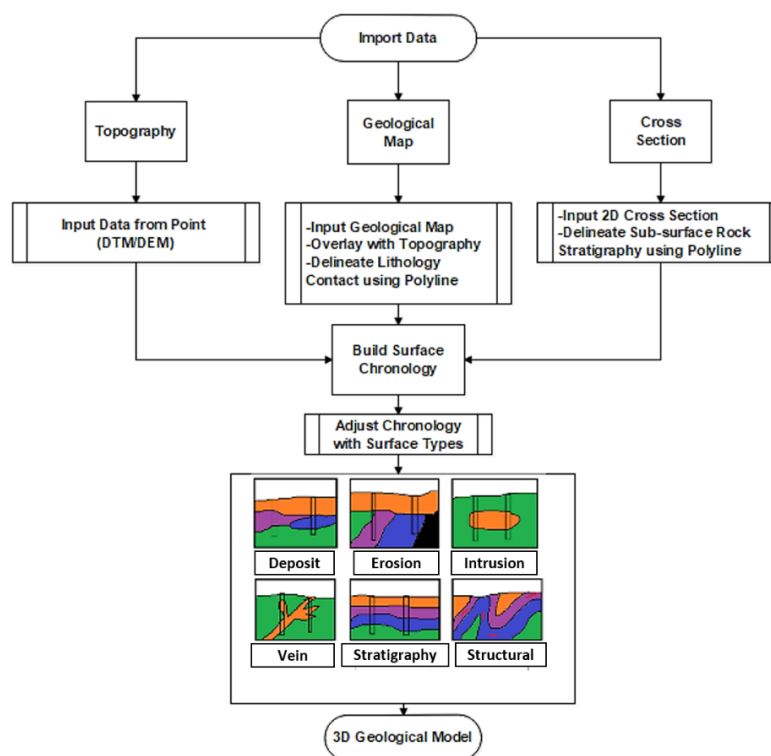 Import Data
Topography
Geological
Map
Cross
Section
Input Data from Point
(DTM/DEM)
-Input Geological Map
-Overlay with Topography
-Delineate Lithology
Contact using Polyline
-Input 2D Cross Section
-Delineate Sub-surface Rock
Stratigraphy using Polyline
Build Surface
Chronology
Adjust Chronology
with Surface Types
Deposit
Erosion
Intrusion
Vein
Stratigraphy
Structural
3D Geological Model